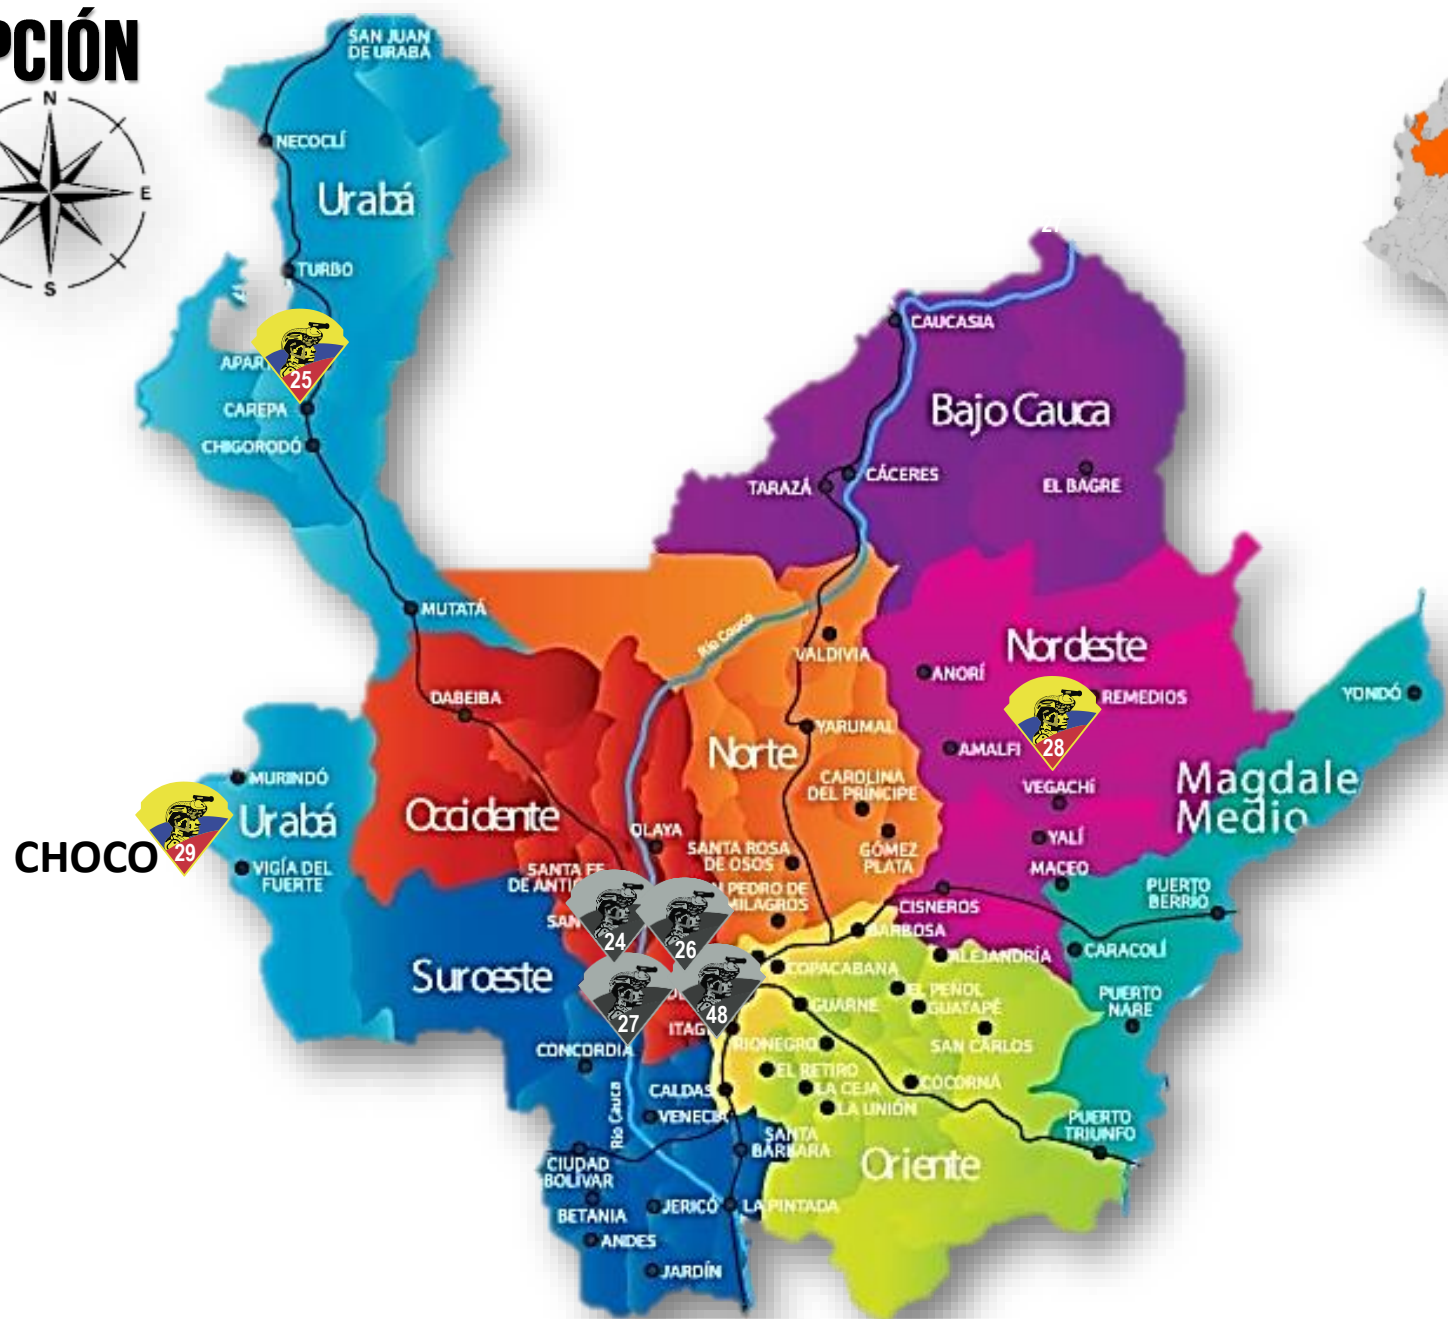 PCIÓN
N
E
S
SAN JUAN
DE URABÁ
NECOCLÍ
Urabá
TURBO
APAR
25
CAREPA
CHIGORODÓ
MUTATÁ
CAUCASIA
Bajo Cauca
TARAZÁ
CÁCERES
EL BAGRE
Río Cauca
VALDIVIA
Nordeste
ANORÍ
REMEDIOS
YONDÓ
DABEIBA
YARUMAL
Norte
AMALFI
28
MURINDÓ
CAROLINA
DEL PRÍNCIPE
VEGACHÍ
Magdale
Medio
Urabá
Occidente
OLAYA
YALÍ
CHOCO
29
SANTA ROSA
DE OSOS
GÓMEZ
PLATA
VIGÍA DEL
FUERTE
SANTA FE
DE ANTI
MACEO
PEDRO DE
MILAGROS
PUERTO
BERRÍO
SAN
CISNEROS
BARBOSA
24
26
Suroeste
COPACABANA
ALEJANDRÍA
CARACOLÍ
EL PEÑOL
GUATAPÉ
GUARNE
PUERTO
NARE
27
48
ITAG
RIONEGRO
SAN CARLOS
CONCORDIA
EL RETIRO
LA CEJA
COCORNÁ
CALDAS
LA UNIÓN
Río Cauca
VENECIA
PUERTO
TRIUNFO
SANTA
BÁRBARA
CIUDAD
BOLÍVAR
Oriente
BETANIA
JERICÓ
LA PINTADA
ANDES
JARDÍN